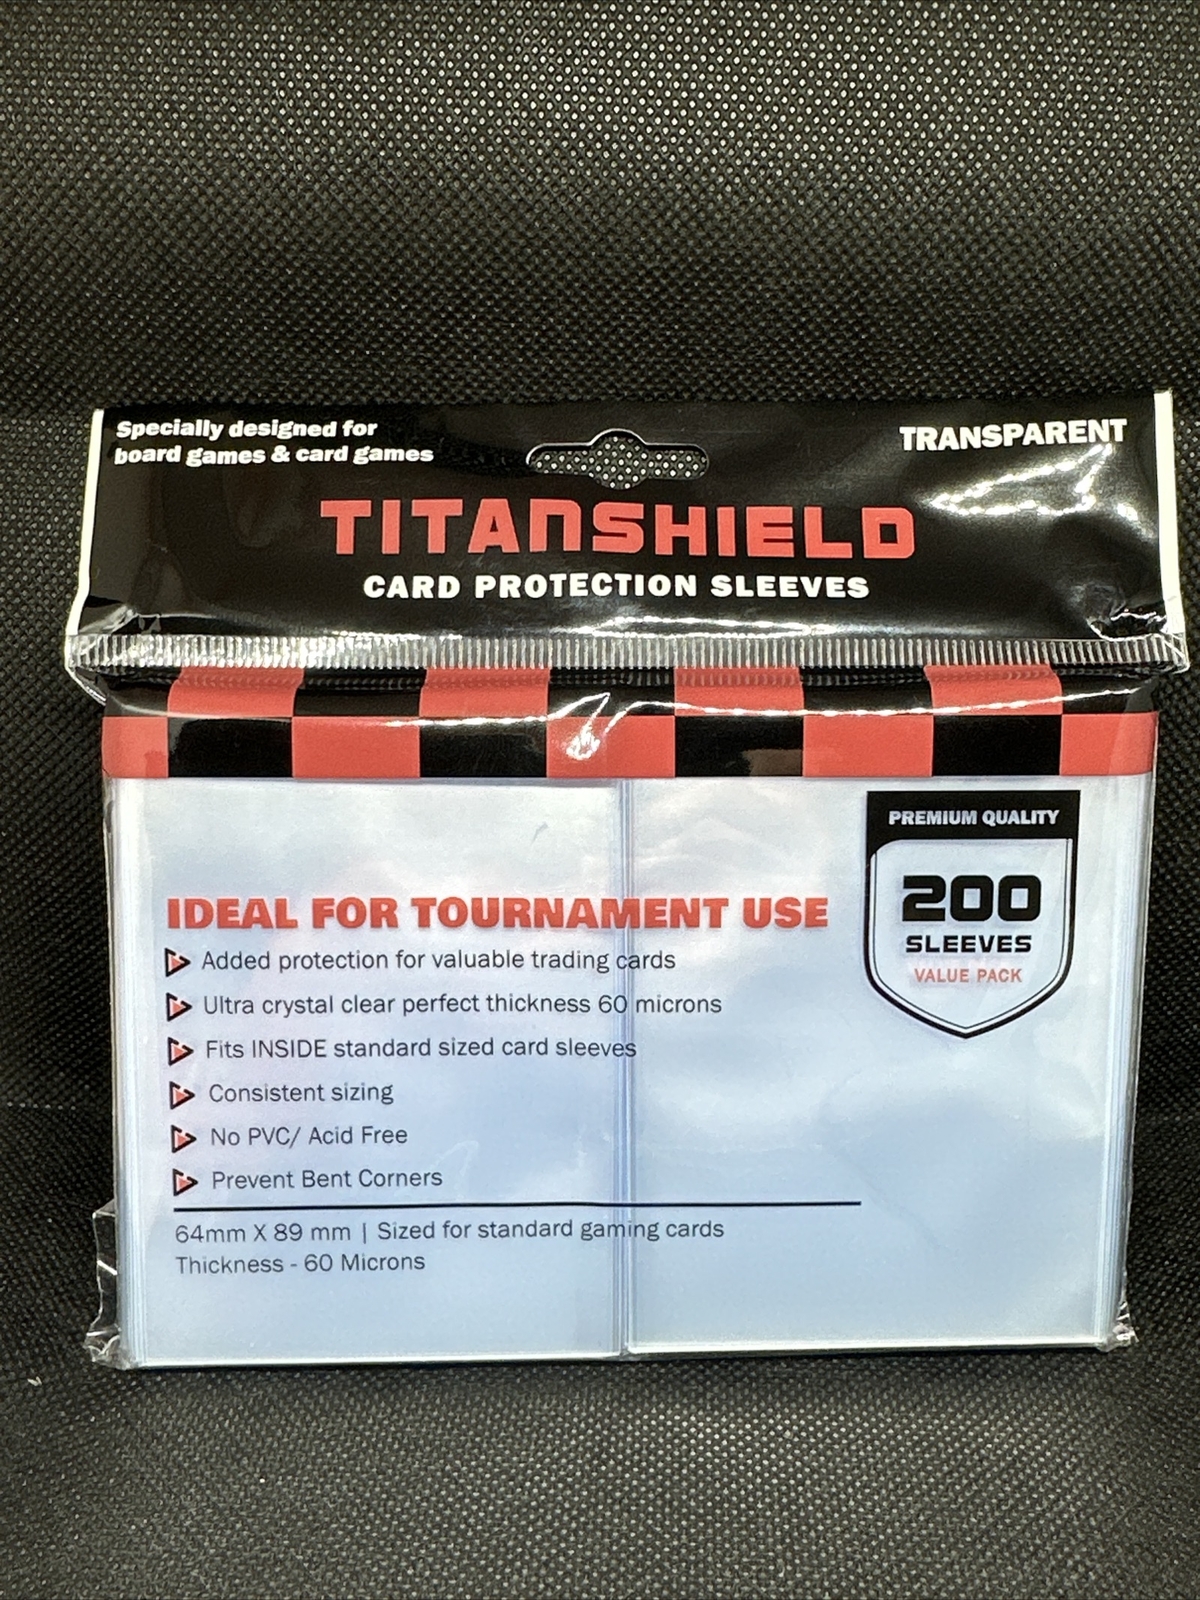 Specially designed for
board games & card games
TRANSPARENT
TITANSHIELD
CARD PROTECTION SLEEVES
PREMIUM QUALITY
200
SLEEVES
VALUE PACK
IDEAL FOR TOURNAMENT USE
Added protection for valuable trading cards
Ultra crystal clear perfect thickness 60 microns
Fits INSIDE standard sized card sleeves
Consistent sizing
No PVC/ Acid Free
Prevent Bent Corners
64mm X 89 mm | Sized for standard gaming cards
Thickness - 60 Microns